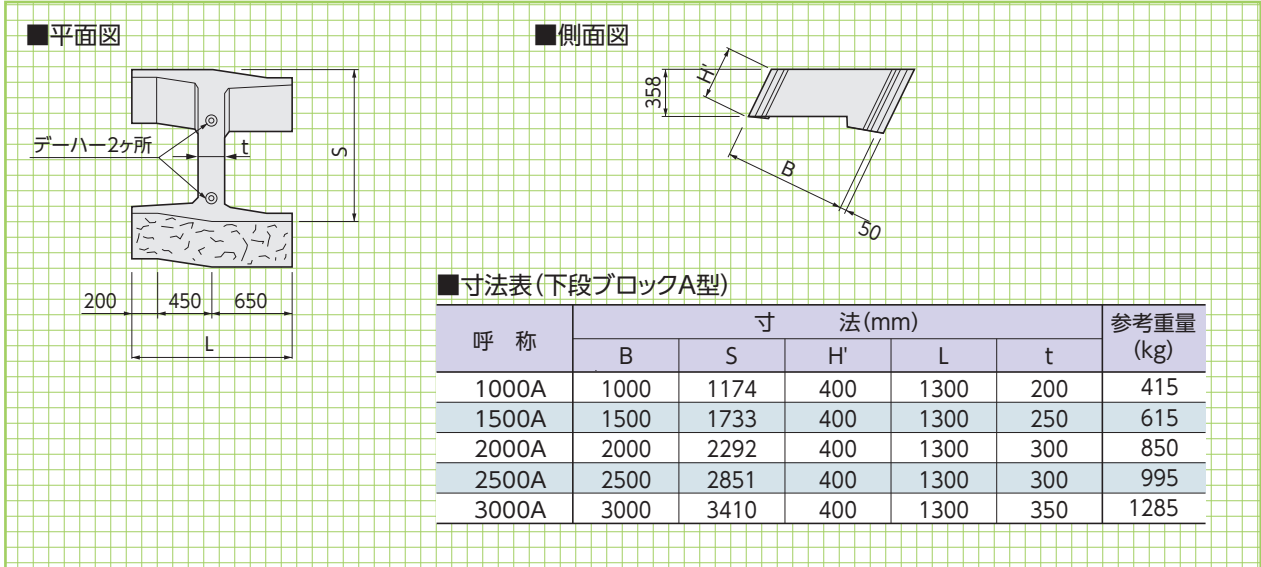 ■平面図
デーハー2ヶ所
t
S
200 450 650
L
■側面図
358
H'
B
50
■寸法表(下段ブロックA型)
呼 称 寸 法(mm) 参考重量(kg)
B S H' L t
1000A 1000 1174 400 1300 200 415
1500A 1500 1733 400 1300 250 615
2000A 2000 2292 400 1300 300 850
2500A 2500 2851 400 1300 300 995
3000A 3000 3410 400 1300 350 1285